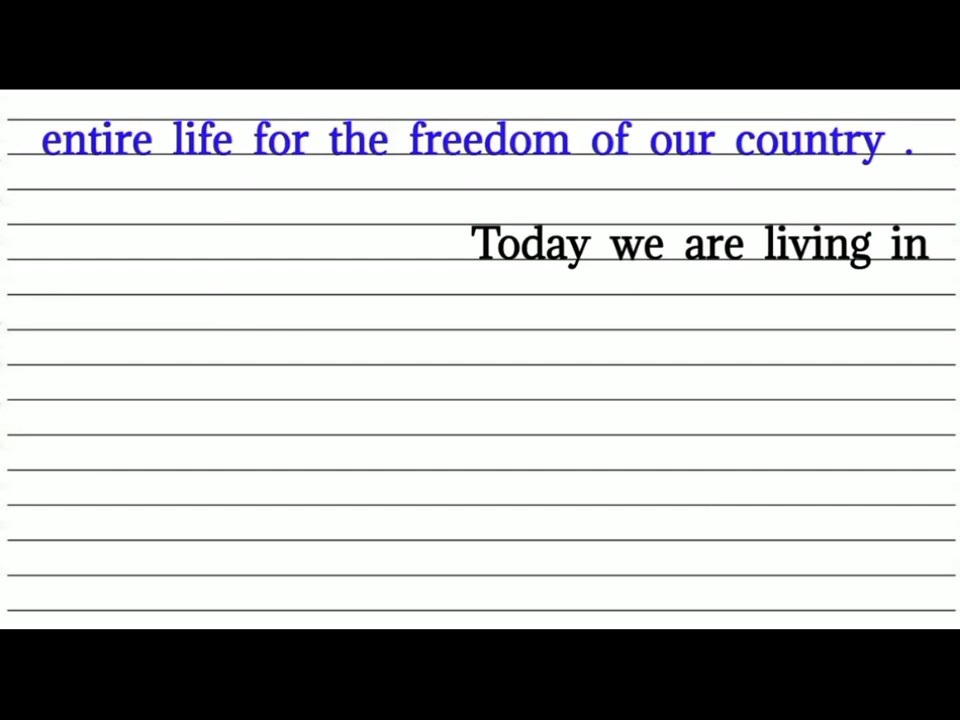 entire life for the freedom of our country .
Today we are living in